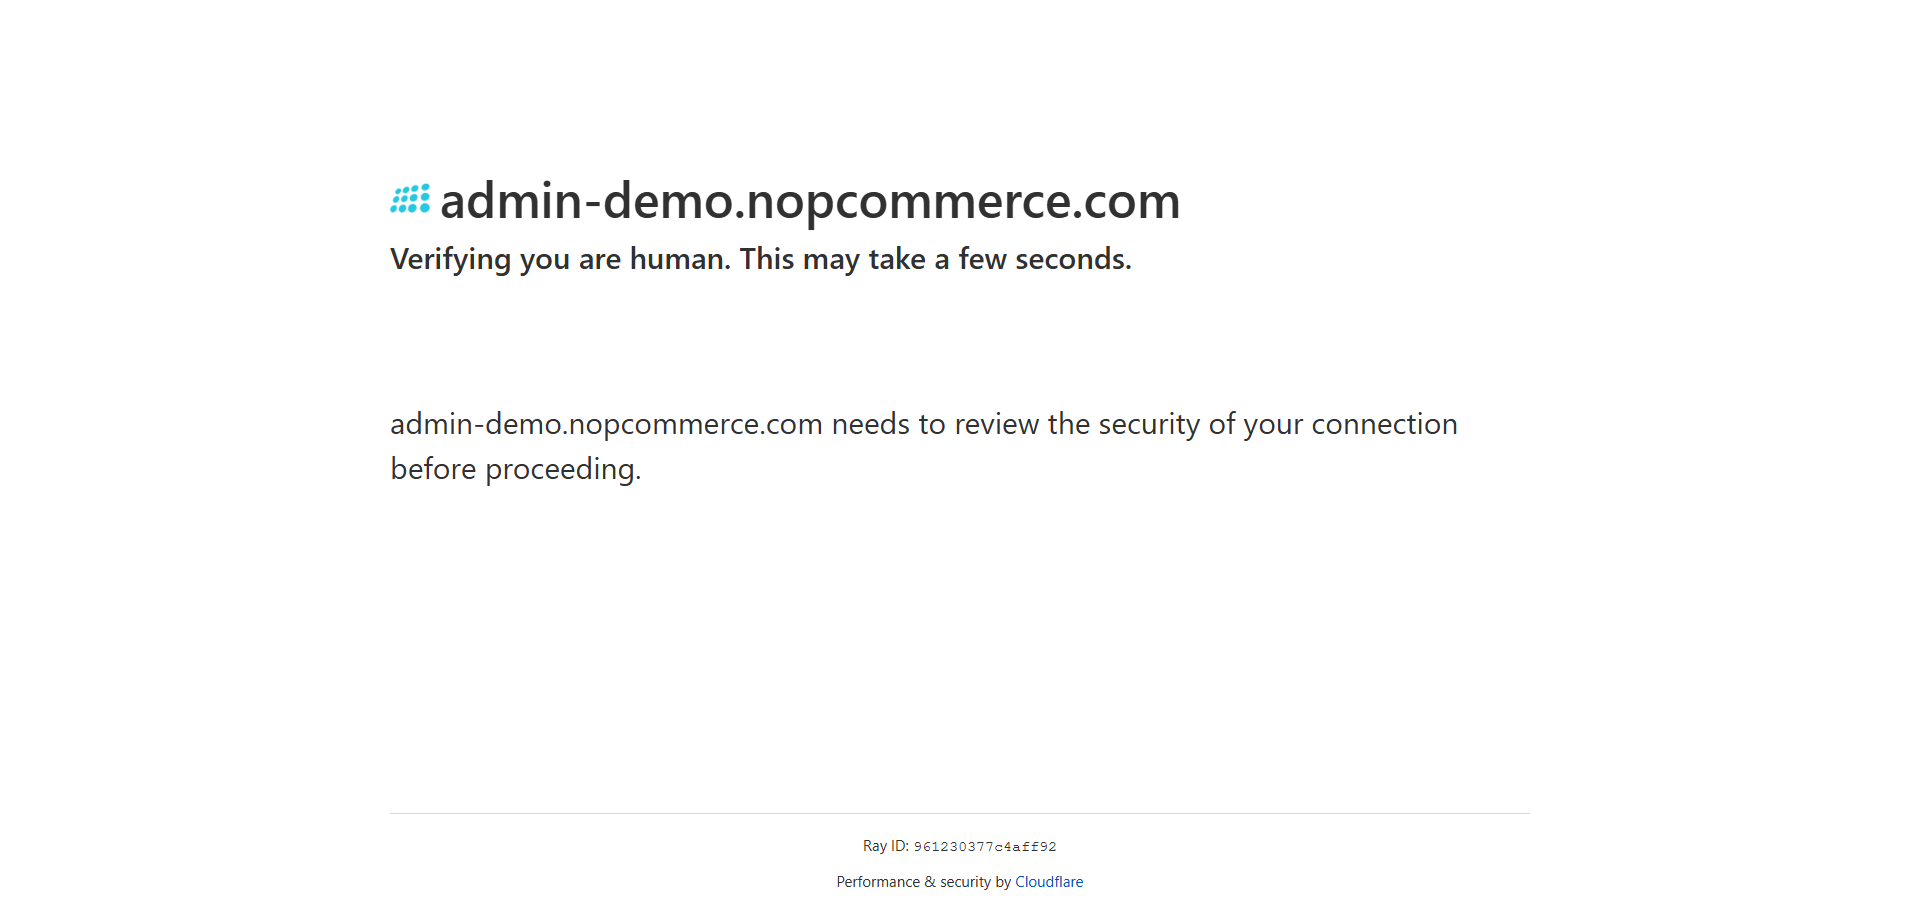 admin-demo.nopcommerce.com
Verifying you are human. This may take a few seconds.
admin-demo.nopcommerce.com needs to review the security of your connection
before proceeding.
Ray ID: 961230377c4aff92
Performance & security by Cloudflare